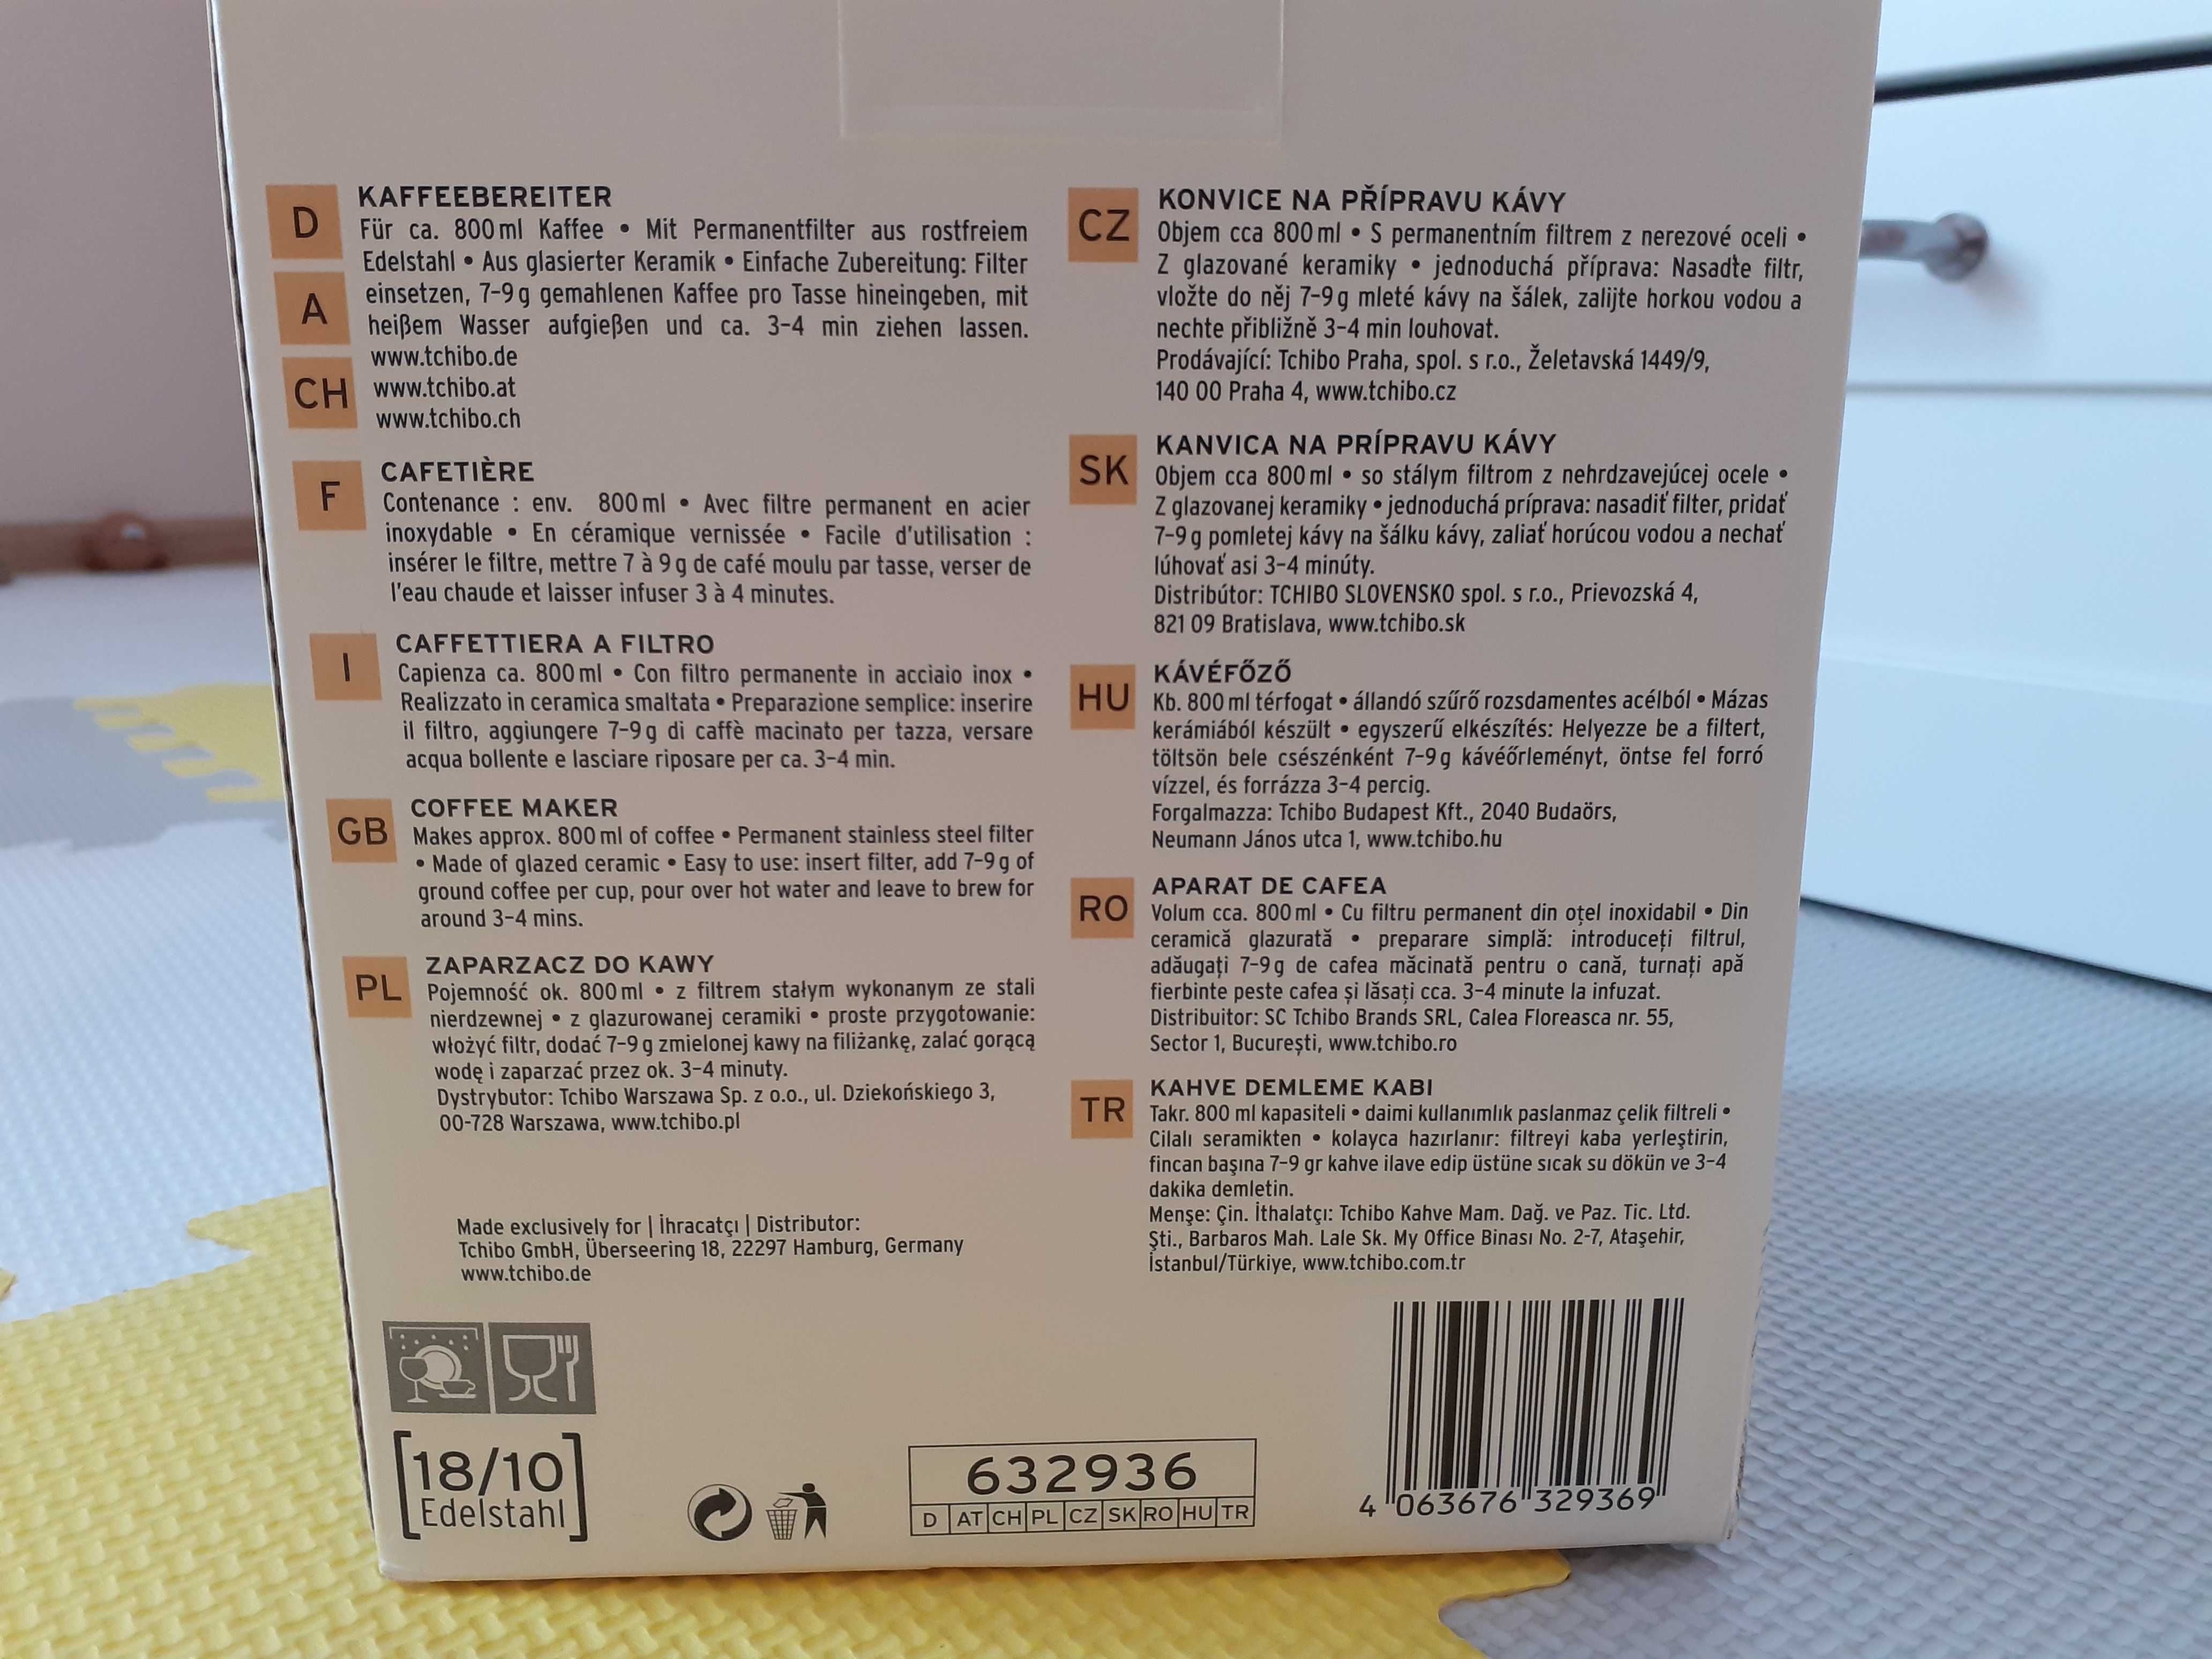 D
A
CH
KAFFEEBEREITER
Für ca. 800 ml Kaffee • Mit Permanentfilter aus rostfreiem
Edelstahl • Aus glasierter Keramik • Einfache Zubereitung: Filter
einsetzen, 7-9 g gemahlenen Kaffee pro Tasse hineingeben, mit
heißem Wasser aufgießen und ca. 3-4 min ziehen lassen.
www.tchibo.de
www.tchibo.at
www.tchibo.ch
F
CAFETIÈRE
Contenance : env. 800 ml • Avec filtre permanent en acier
inoxydable • En céramique vernissée • Facile d'utilisation :
insérer le filtre, mettre 7 à 9 g de café moulu par tasse, verser de
l'eau chaude et laisser infuser 3 à 4 minutes.
I
CAFFETTIERA A FILTRO
Capienza ca. 800 ml • Con filtro permanente in acciaio inox •
Realizzato in ceramica smaltata • Preparazione semplice: inserire
il filtro, aggiungere 7-9 g di caffè macinato per tazza, versare
acqua bollente e lasciare riposare per ca. 3-4 min.
GB
COFFEE MAKER
Makes approx. 800 ml of coffee • Permanent stainless steel filter
• Made of glazed ceramic • Easy to use: insert filter, add 7-9 g of
ground coffee per cup, pour over hot water and leave to brew for
around 3-4 mins.
PL
ZAPARZACZ DO KAWY
Pojemność ok. 800 ml • z filtrem stałym wykonanym ze stali
nierdzewnej • z glazurowanej ceramiki • proste przygotowanie:
włożyć filtr, dodać 7-9 g zmielonej kawy na filiżankę, zalać gorącą
wodę i zaparzać przez ok. 3-4 minuty.
Dystrybutor: Tchibo Warszawa Sp. z o.o., ul. Dziekońskiego 3,
00-728 Warszawa, www.tchibo.pl
Made exclusively for | İhracatçı | Distributor:
Tchibo GmbH, Überseering 18, 22297 Hamburg, Germany
www.tchibo.de
CZ
KONVICE NA PŘÍPRAVU KÁVY
Objem cca 800 ml • S permanentním filtrem z nerezové oceli •
Z glazované keramiky • jednoduchá příprava: Nasaďte filtr,
vložte do něj 7-9 g mleté kávy na šálek, zalijte horkou vodou a
nechte přibližně 3-4 min louhovat.
Prodávající: Tchibo Praha, spol. s r.o., Želetavská 1449/9,
140 00 Praha 4, www.tchibo.cz
SK
KANVICA NA PRÍPRAVU KÁVY
Objem cca 800 ml • so stálym filtrom z nehrdzavejúcej ocele •
Z glazovanej keramiky • jednoduchá príprava: nasadiť filter, pridať
7-9 g pomletej kávy na šálku kávy, zaliať horúcou vodou a nechať
lúhovať asi 3-4 minúty.
Distribútor: TCHIBO SLOVENSKO spol. s r.o., Prievozská 4,
821 09 Bratislava, www.tchibo.sk
HU
KÁVÉFŐZŐ
Kb. 800 ml térfogat • állandó szűrő rozsdamentes acélból • Mázas
kerámiából készült • egyszerű elkészítés: Helyezze be a filtert,
töltsön bele csészénként 7-9 g kávéőrleményt, öntse fel forró
vízzel, és forrázza 3-4 percig.
Forgalmazza: Tchibo Budapest Kft., 2040 Budaörs,
Neumann János utca 1, www.tchibo.hu
RO
APARAT DE CAFEA
Volum cca. 800 ml • Cu filtru permanent din oțel inoxidabil • Din
ceramică glazurată • preparare simplă: introduceți filtrul,
adăugați 7-9 g de cafea măcinată pentru o cană, turnați apă
fierbinte peste cafea și lăsați cca. 3-4 minute la infuzat.
Distribuitor: SC Tchibo Brands SRL, Calea Floreasca nr. 55,
Sector 1, București, www.tchibo.ro
TR
KAHVE DEMLEME KABI
Takr. 800 ml kapasiteli • daimi kullanımlık paslanmaz çelik filtreli •
Cilalı seramikten • kolayca hazırlanır: filtreyi kaba yerleştirin,
fincan başına 7-9 gr kahve ilave edip üstüne sıcak su dökün ve 3-4
dakika demletin.
Menşe: Çin. İthalatçı: Tchibo Kahve Mam. Dağ. ve Paz. Tic. Ltd.
Şti., Barbaros Mah. Lale Sk. My Office Binası No. 2-7, Ataşehir,
İstanbul/Türkiye, www.tchibo.com.tr
18/10
Edelstahl
632936
D AT CH PL CZ SK RO HU TR
4 063676 329369